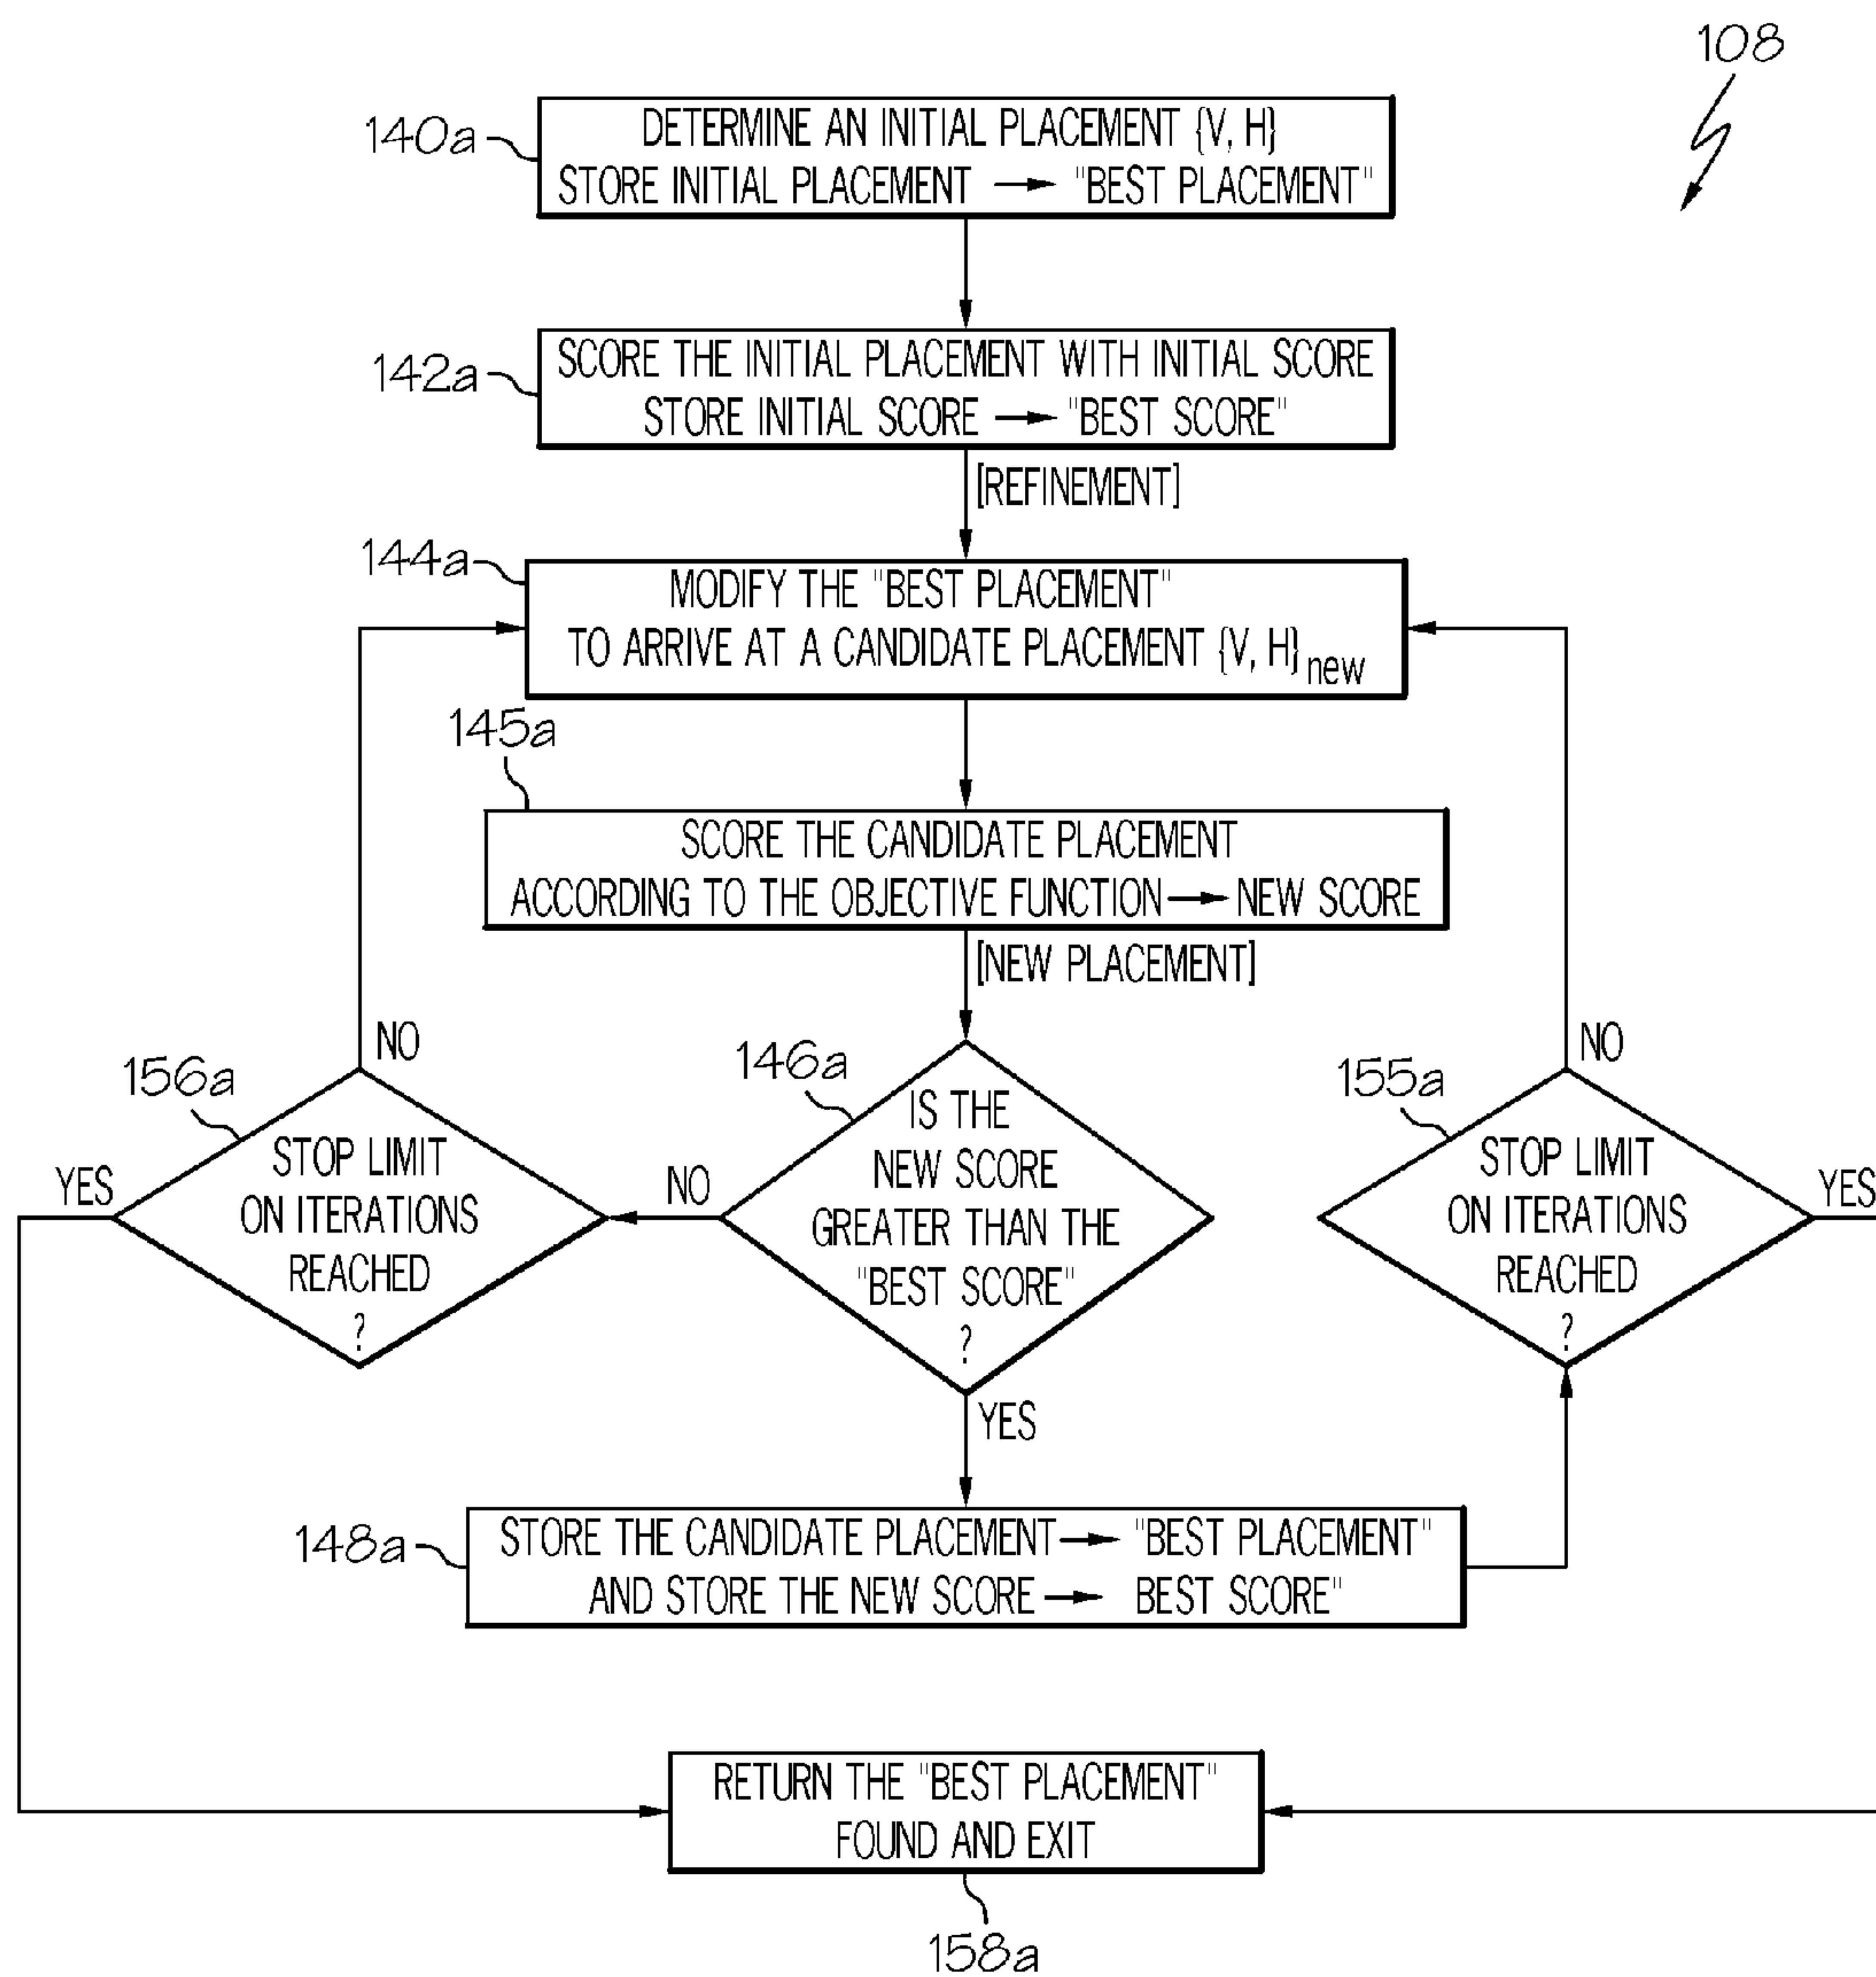 108
140a
DETERMINE AN INITIAL PLACEMENT {V, H}
STORE INITIAL PLACEMENT → "BEST PLACEMENT"
142a
SCORE THE INITIAL PLACEMENT WITH INITIAL SCORE
STORE INITIAL SCORE → "BEST SCORE"
[REFINEMENT]
144a
MODIFY THE "BEST PLACEMENT"
TO ARRIVE AT A CANDIDATE PLACEMENT {V, H}new
145a
SCORE THE CANDIDATE PLACEMENT
ACCORDING TO THE OBJECTIVE FUNCTION → NEW SCORE
[NEW PLACEMENT]
156a
NO
STOP LIMIT
ON ITERATIONS
REACHED
?
YES
146a
IS THE
NEW SCORE
GREATER THAN THE
"BEST SCORE"
?
NO
YES
155a
NO
STOP LIMIT
ON ITERATIONS
REACHED
?
YES
148a
STORE THE CANDIDATE PLACEMENT → "BEST PLACEMENT"
AND STORE THE NEW SCORE → BEST SCORE"
RETURN THE "BEST PLACEMENT"
FOUND AND EXIT
158a